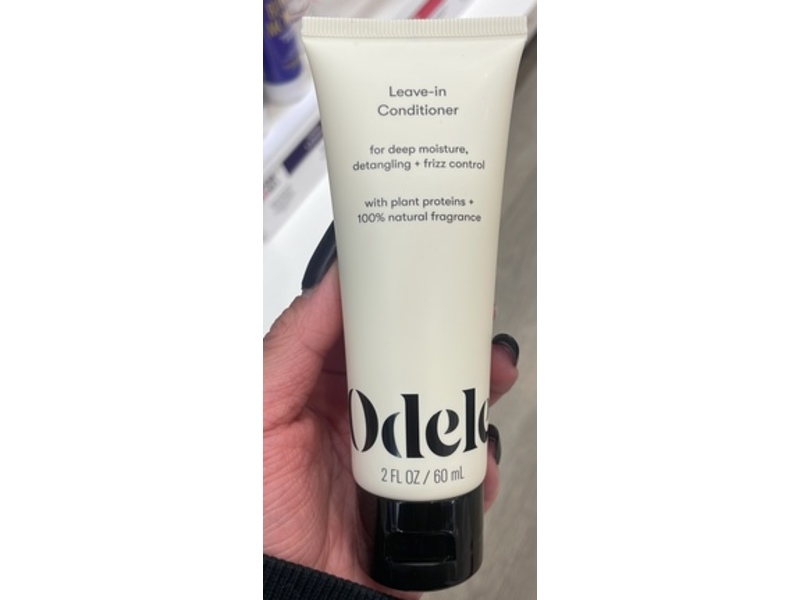 Leave-in
Conditioner
for deep moisture,
detangling + frizz control
with plant proteins +
100% natural fragrance
Odele
2 FL OZ / 60 mL